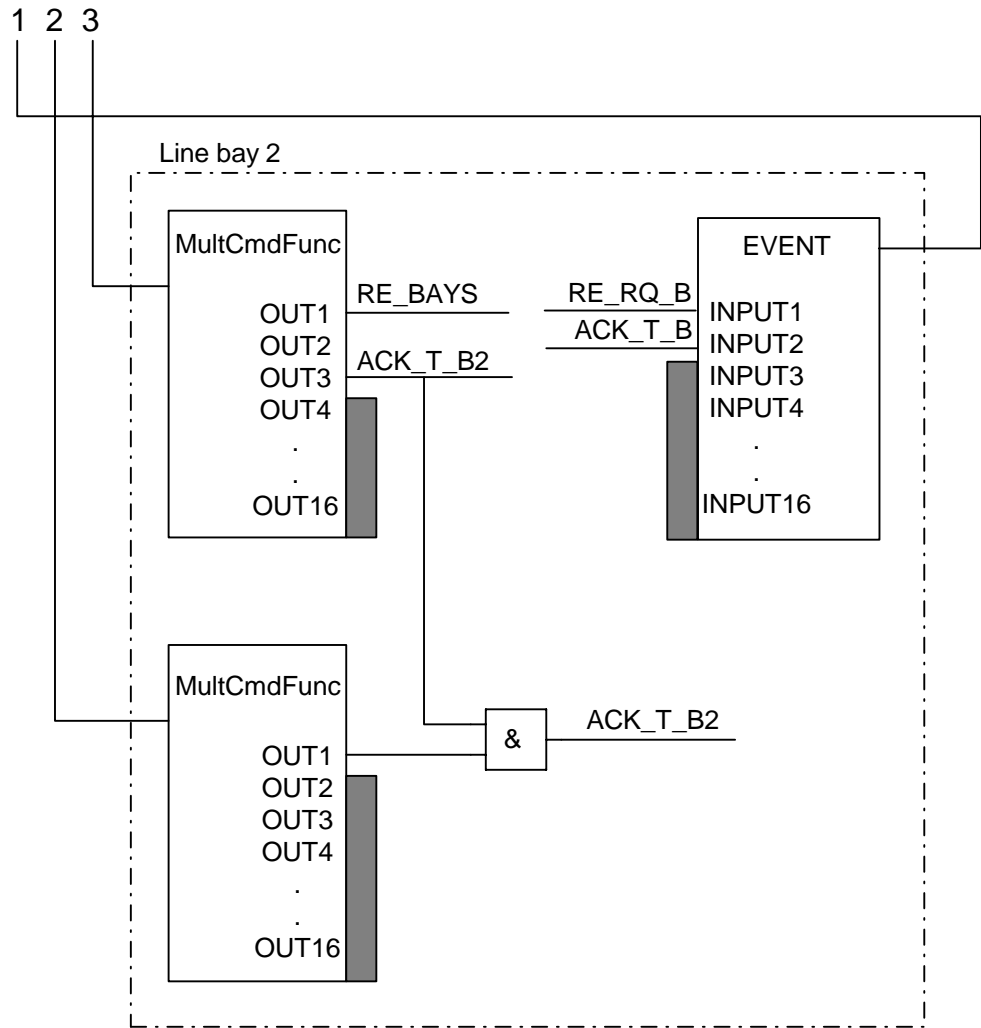 1 2 3
Line bay 2
MultCmdFunc
OUT1
OUT2
OUT3
OUT4
.
.
OUT16
RE_BAYS
ACK_T_B2
RE_RQ_B
ACK_T_B
EVENT
INPUT1
INPUT2
INPUT3
INPUT4
.
.
INPUT16
MultCmdFunc
OUT1
OUT2
OUT3
OUT4
.
.
OUT16
&
ACK_T_B2